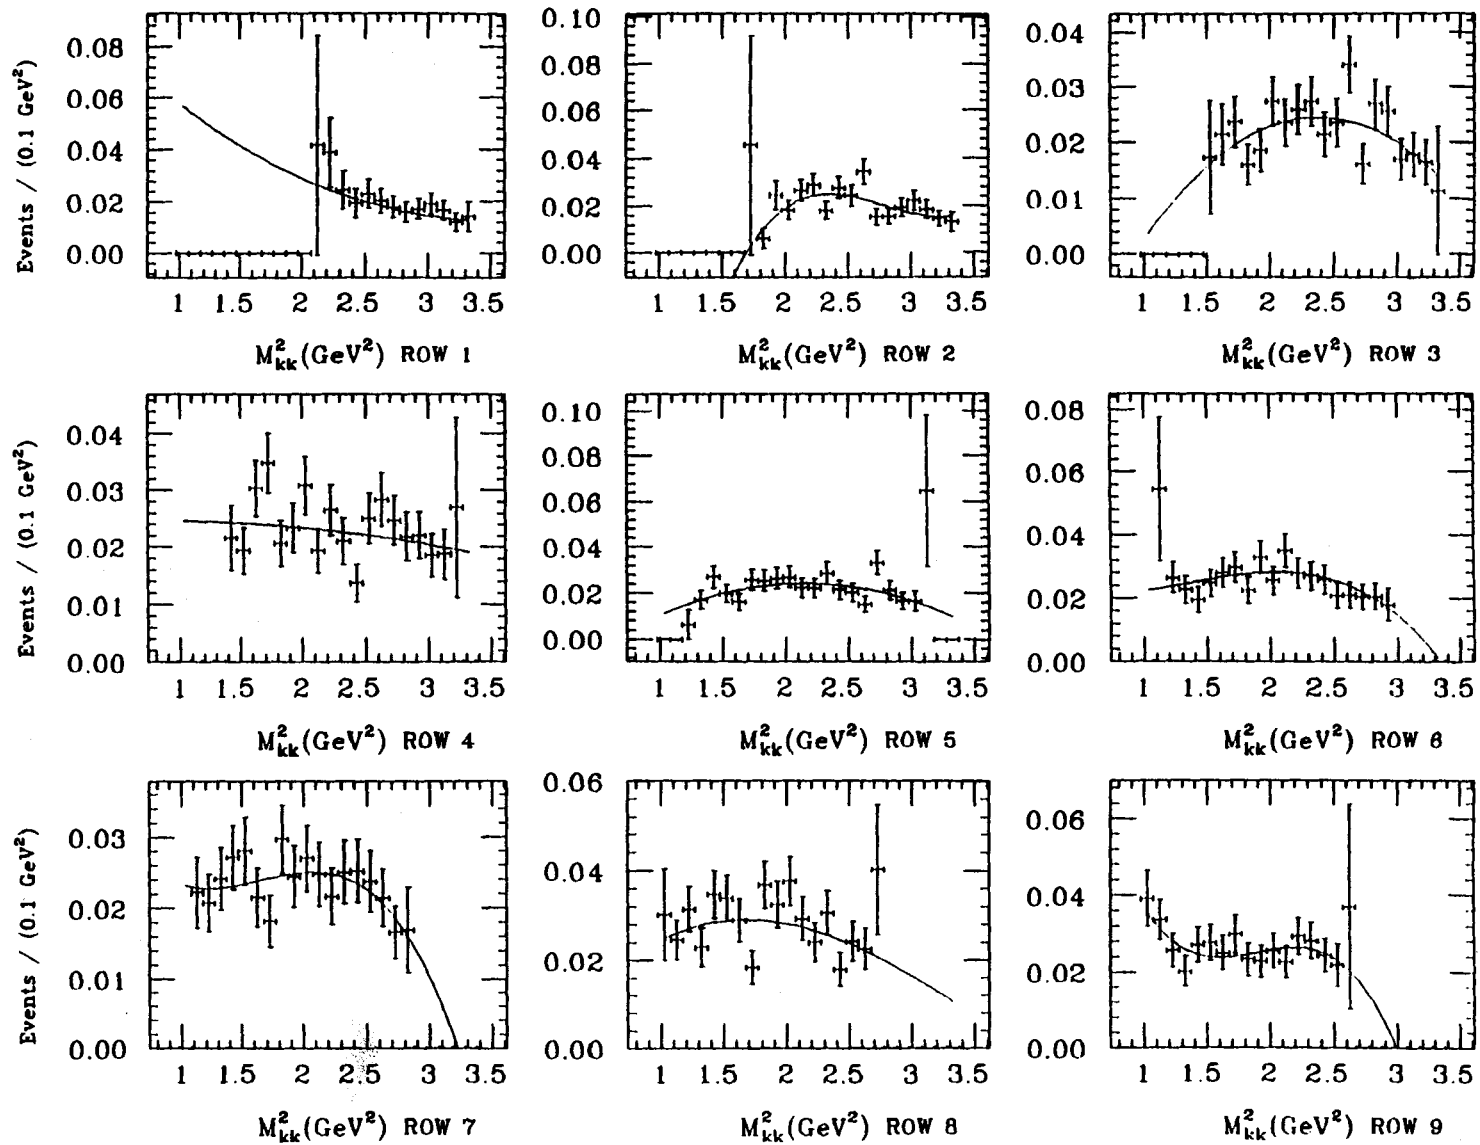 Events / (0.1 GeV²)
0.08
0.06
0.04
0.02
0.00
1 1.5 2 2.5 3 3.5
M²kk(GeV²) ROW 1
0.10
0.08
0.06
0.04
0.02
0.00
1 1.5 2 2.5 3 3.5
M²kk(GeV²) ROW 2
0.04
0.03
0.02
0.01
0.00
1 1.5 2 2.5 3 3.5
M²kk(GeV²) ROW 3
Events / (0.1 GeV²)
0.04
0.03
0.02
0.01
0.00
1 1.5 2 2.5 3 3.5
M²kk(GeV²) ROW 4
0.10
0.08
0.06
0.04
0.02
0.00
1 1.5 2 2.5 3 3.5
M²kk(GeV²) ROW 5
0.08
0.06
0.04
0.02
0.00
1 1.5 2 2.5 3 3.5
M²kk(GeV²) ROW 6
Events / (0.1 GeV²)
0.03
0.02
0.01
0.00
1 1.5 2 2.5 3 3.5
M²kk(GeV²) ROW 7
0.06
0.04
0.02
0.00
1 1.5 2 2.5 3 3.5
M²kk(GeV²) ROW 8
0.06
0.04
0.02
0.00
1 1.5 2 2.5 3 3.5
M²kk(GeV²) ROW 9